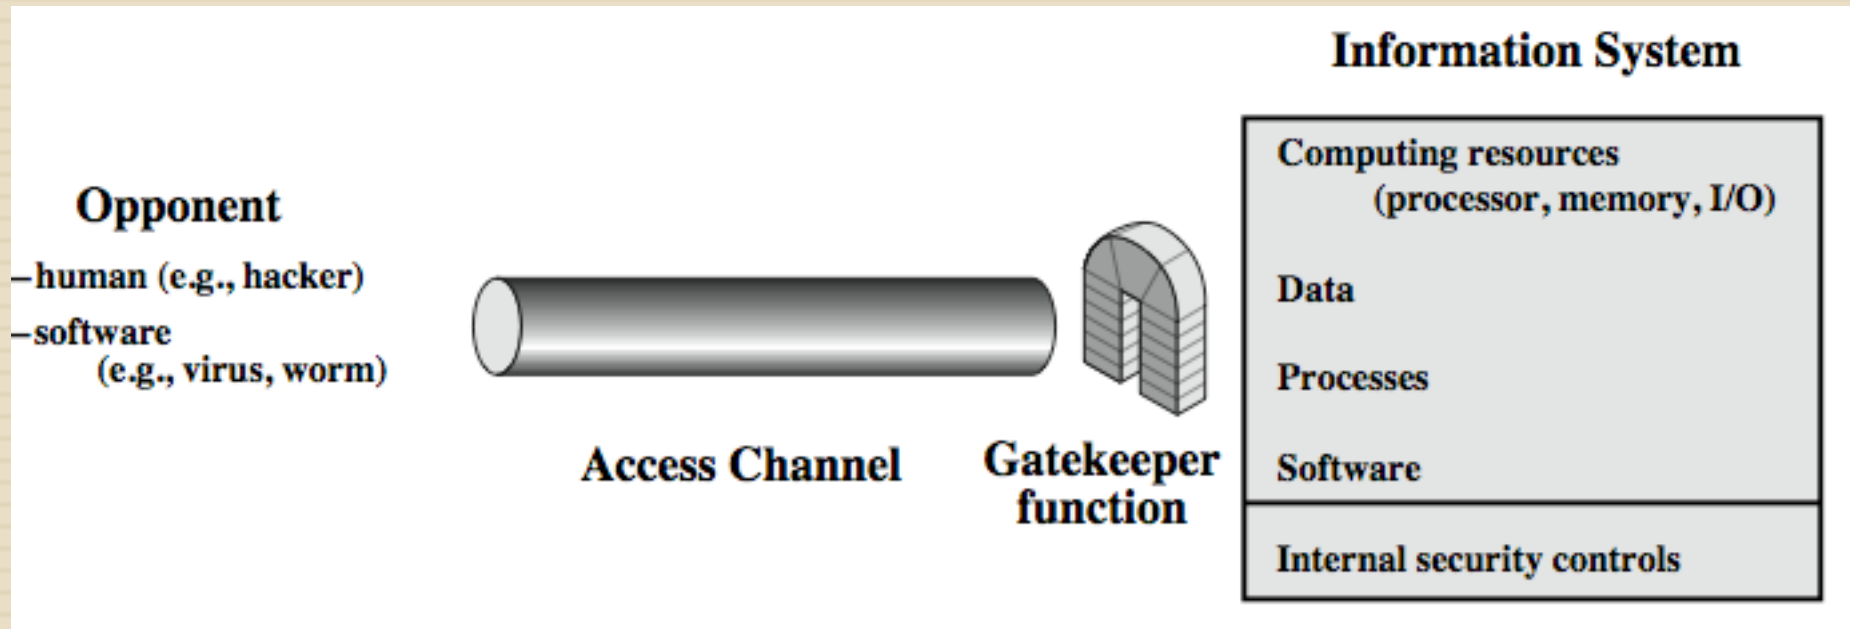 Information System
Opponent
–human (e.g., hacker)
–software
(e.g., virus, worm)
Access Channel
Gatekeeper
function
Computing resources
(processor, memory, I/O)
Data
Processes
Software
Internal security controls